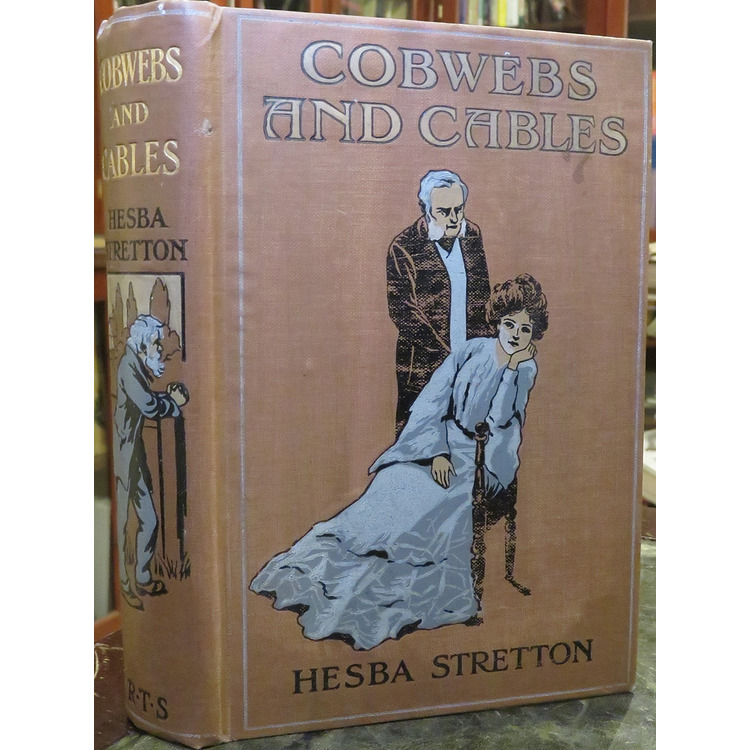 COBWEBS
AND
CABLES
HESBA
STRETTON
R·T·S
COBWEBS
AND CABLES
HESBA STRETTON